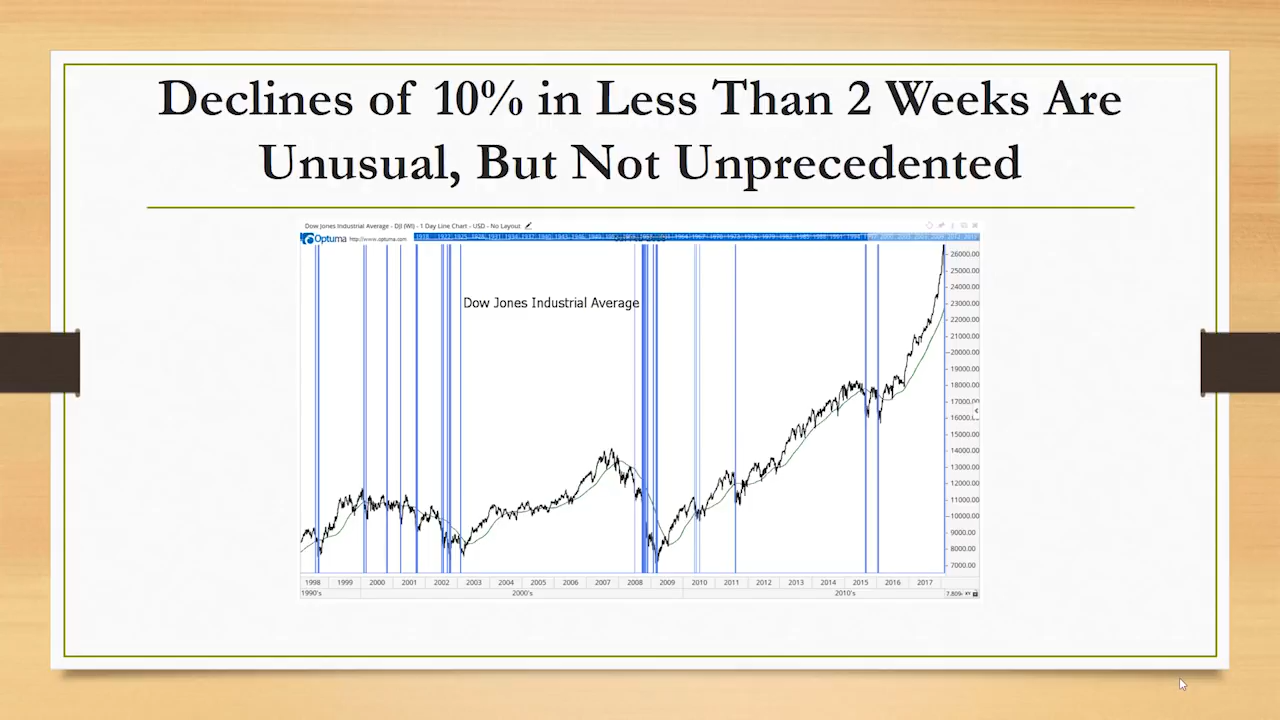 Declines of 10% in Less Than 2 Weeks Are
Unusual, But Not Unprecedented
Dow Jones Industrial Average - DJI (WI) - 1 Day Line Chart - USD - No Layout
Optuma http://www.optuma.com
Dow Jones Industrial Average
26000.00
25000.00
24000.00
23000.00
22000.00
21000.00
20000.00
19000.00
18000.00
17000.00
16000.00
15000.00
14000.00
13000.00
12000.00
11000.00
10000.00
9000.00
8000.00
7000.00
1998 1999 2000 2001 2002 2003 2004 2005 2006 2007 2008 2009 2010 2011 2012 2013 2014 2015 2016 2017
1990's 2000's 2010's